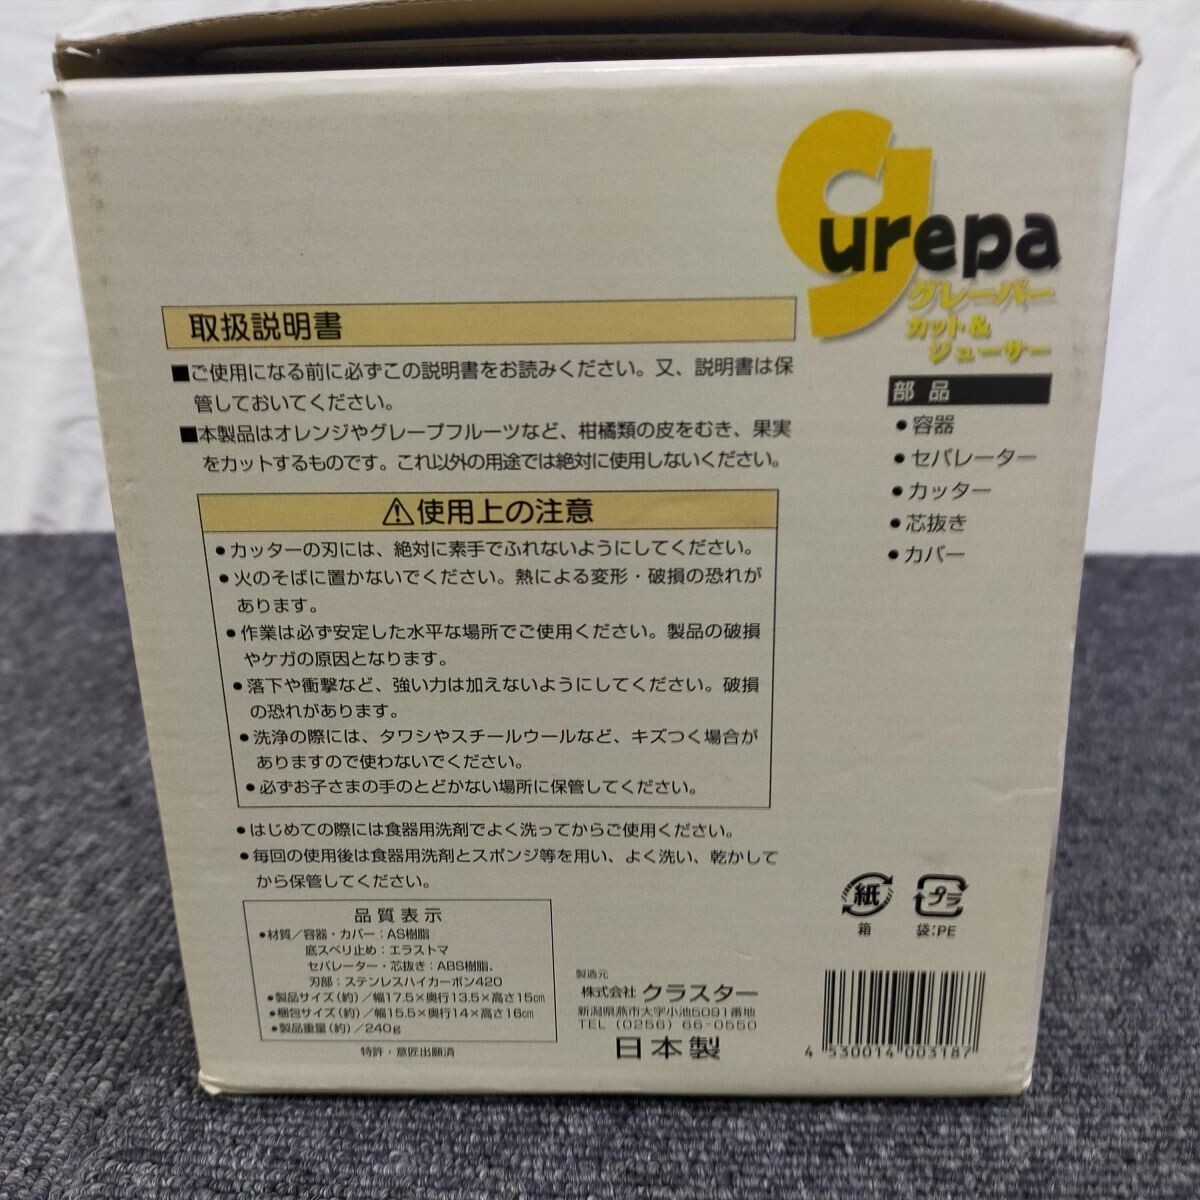 gurepa
グレーパー
カット&
ジューサー
取扱説明書
■ご使用になる前に必ずこの説明書をお読みください。又、説明書は保
管しておいてください。
■本製品はオレンジやグレープフルーツなど、柑橘類の皮をむき、果実
をカットするものです。これ以外の用途では絶対に使用しないください。
⚠使用上の注意
●カッターの刃には、絶対に素手でふれないようにしてください。
●火のそばに置かないでください。熱による変形・破損の恐れが
あります。
●作業は必ず安定した水平な場所でご使用ください。製品の破損
やケガの原因となります。
●落下や衝撃など、強い力は加えないようにしてください。破損
の恐れがあります。
●洗浄の際には、タワシやスチールウールなど、キズつく場合が
ありますので使わないでください。
●必ずお子さまの手のとどかない場所に保管してください。
●はじめての際には食器用洗剤でよく洗ってからご使用ください。
●毎回の使用後は食器用洗剤とスポンジ等を用い、よく洗い、乾かして
から保管してください。
品質表示
●材質／容器・カバー：AS樹脂
底スベリ止め：エラストマ
セパレーター・芯抜き：ABS樹脂、
刃部：ステンレスハイカーボン420
●製品サイズ（約）／幅17.5×奥行13.5×高さ15cm
●梱包サイズ（約）／幅15.5×奥行14×高さ16cm
●製品重量（約）／240g
特許・意匠出願済
部品
●容器
●セパレーター
●カッター
●芯抜き
●カバー
紙
箱
プラ
袋：PE
製造元
株式会社 クラスター
新潟県燕市大字小池5091番地
TEL (0256) 66-0550
日本製
4 530014 003187